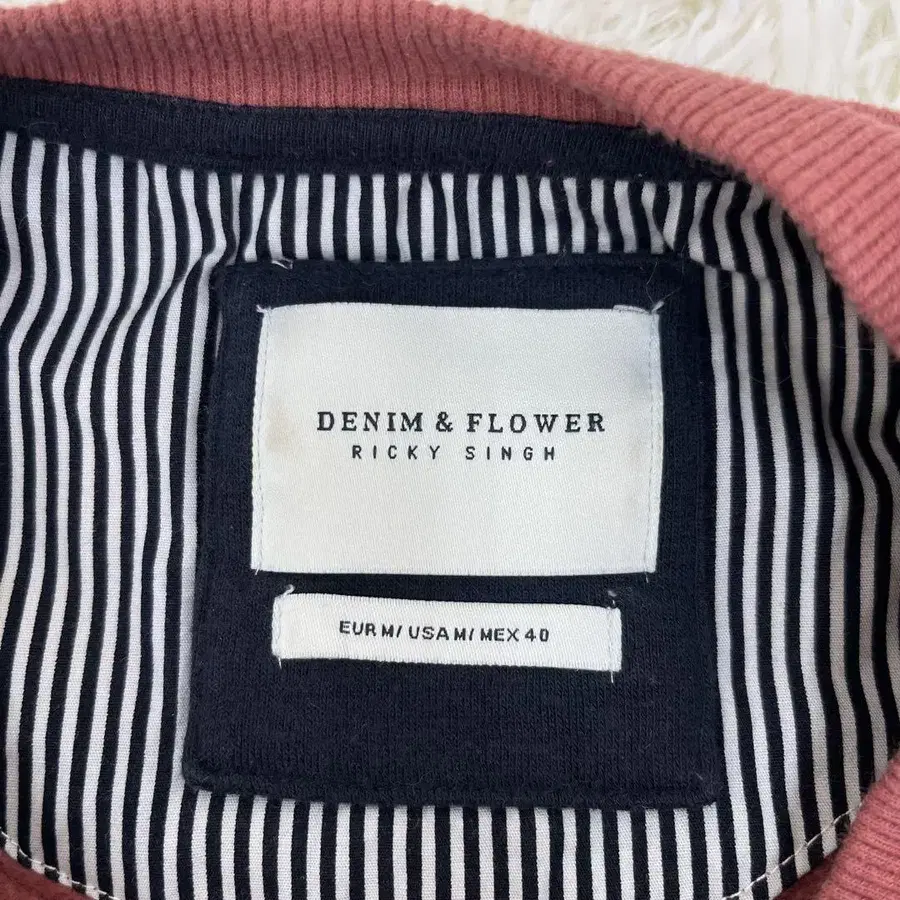 DENIM & FLOWER
RICKY SINGH
EUR M/ USA M/ MEX 40